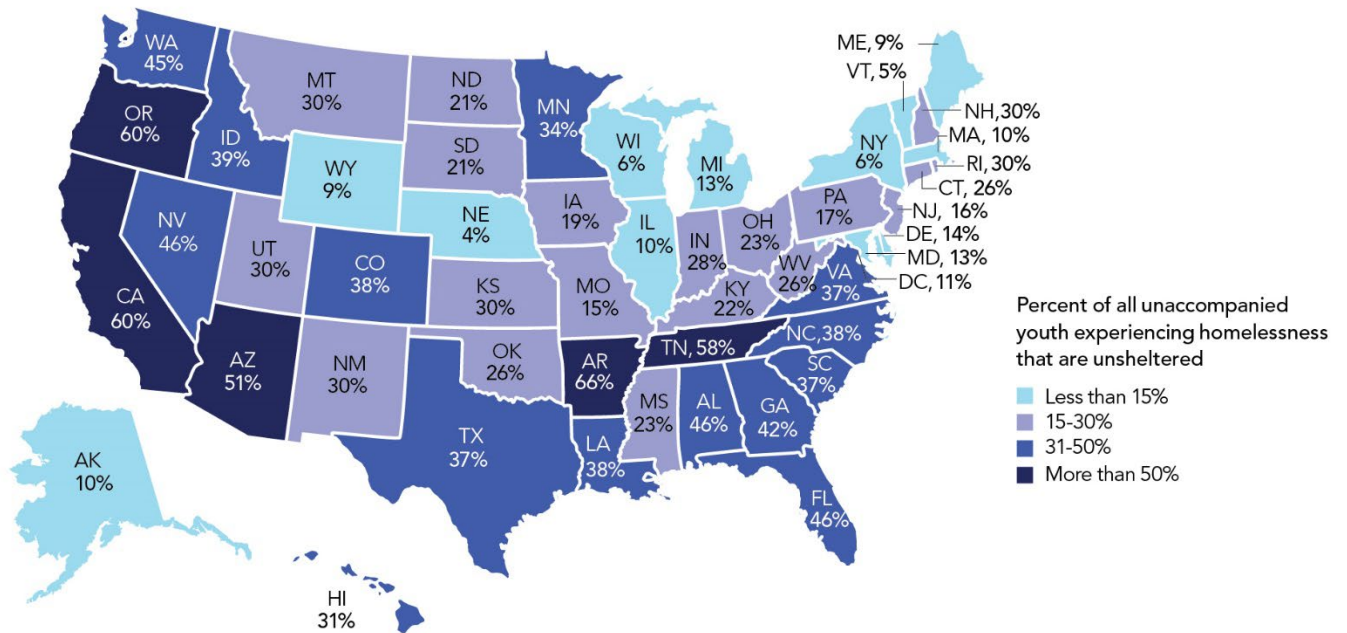 WA
45%
OR
60%
CA
60%
NV
46%
ID
39%
MT
30%
WY
9%
UT
30%
AZ
51%
CO
38%
NM
30%
ND
21%
SD
21%
NE
4%
KS
30%
OK
26%
TX
37%
MN
34%
IA
19%
MO
15%
AR
66%
LA
38%
WI
6%
IL
10%
MI
13%
IN
28%
OH
23%
KY
22%
TN, 58%
MS
23%
AL
46%
GA
42%
FL
46%
SC
37%
NC, 38%
VA
37%
WV
26%
PA
17%
NY
6%
ME, 9%
VT, 5%
NH,30%
MA, 10%
RI, 30%
CT, 26%
NJ, 16%
DE, 14%
MD, 13%
DC, 11%
AK
10%
HI
31%
Percent of all unaccompanied
youth experiencing homelessness
that are unsheltered
Less than 15%
15-30%
31-50%
More than 50%